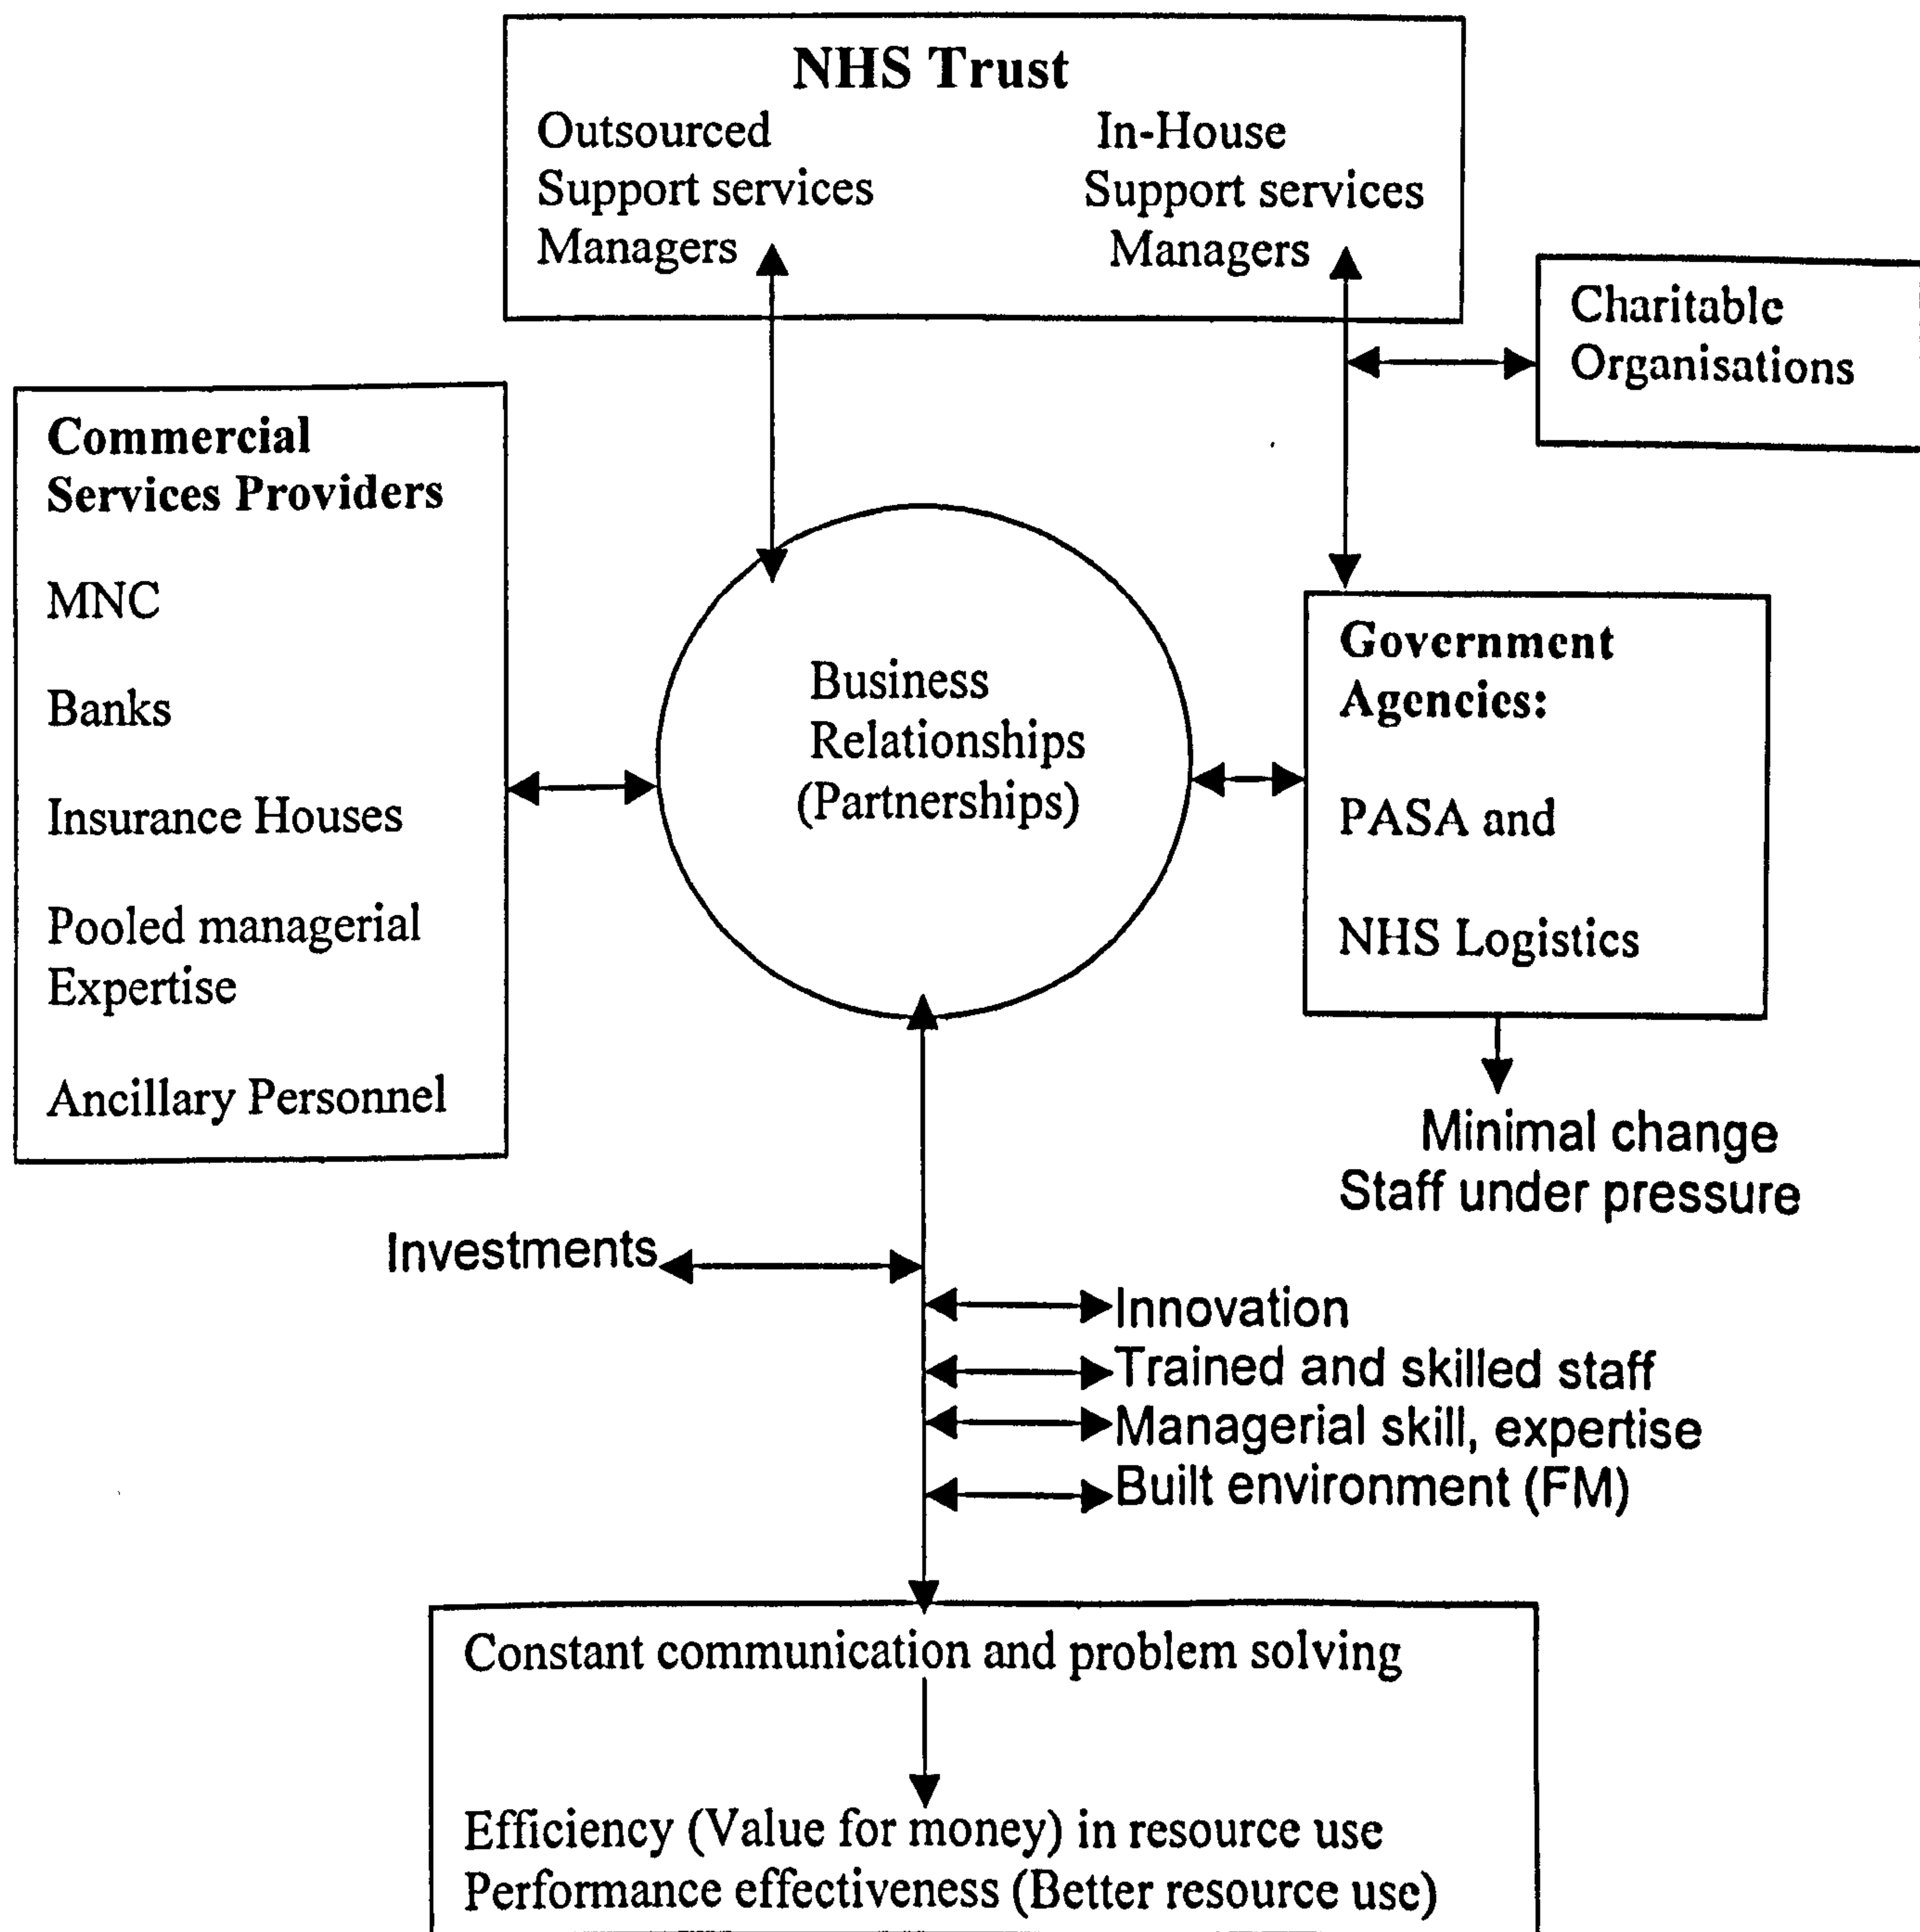 NHS Trust
Outsourced
Support services
Managers
In-House
Support services
Managers
Charitable
Organisations
Commercial
Services Providers
MNC
Banks
Insurance Houses
Pooled managerial
Expertise
Ancillary Personnel
Business
Relationships
(Partnerships)
Government
Agencies:
PASA and
NHS Logistics
Minimal change
Staff under pressure
Investments
Innovation
Trained and skilled staff
Managerial skill, expertise
Built environment (FM)
Constant communication and problem solving
Efficiency (Value for money) in resource use
Performance effectiveness (Better resource use)